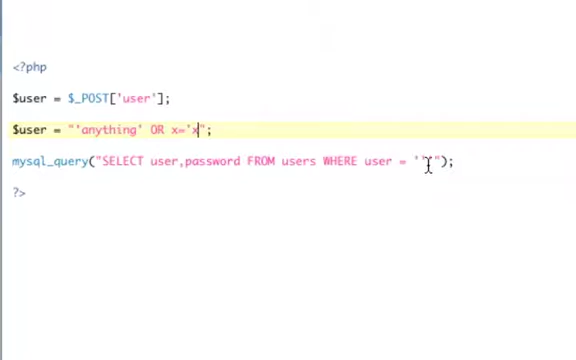 <?php
$user = $_POST['user'];
$user = "'anything' OR x='x";
mysql_query("SELECT user,password FROM users WHERE user = ''");
?>